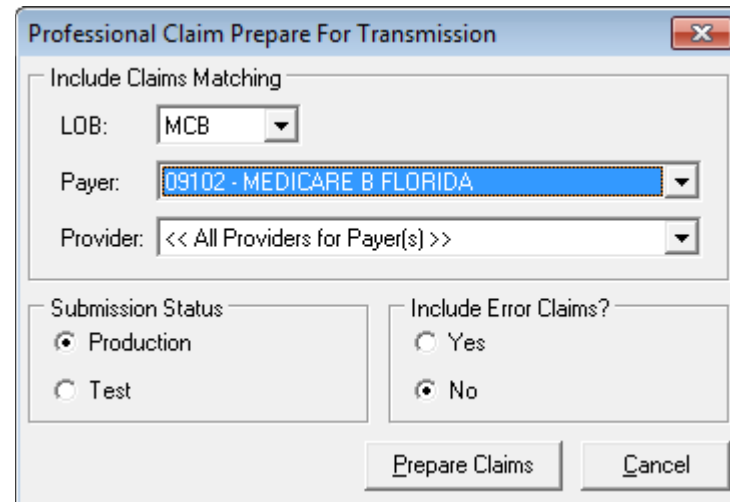 Professional Claim Prepare For Transmission
Include Claims Matching
LOB: MCB
Payer: 09102 - MEDICARE B FLORIDA
Provider: << All Providers for Payer(s) >>
Submission Status
Production
Test
Include Error Claims?
Yes
No
Prepare Claims
Cancel